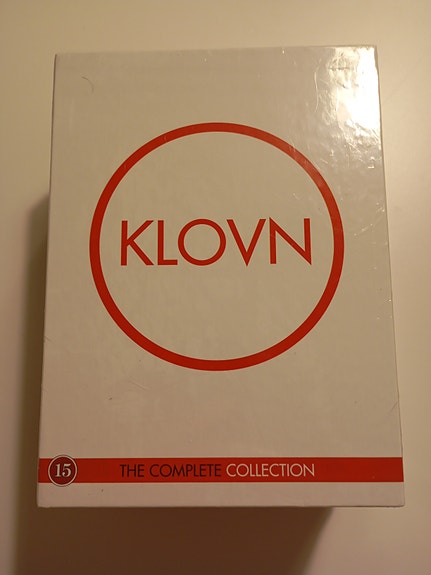 KLOVN
15 THE COMPLETE COLLECTION